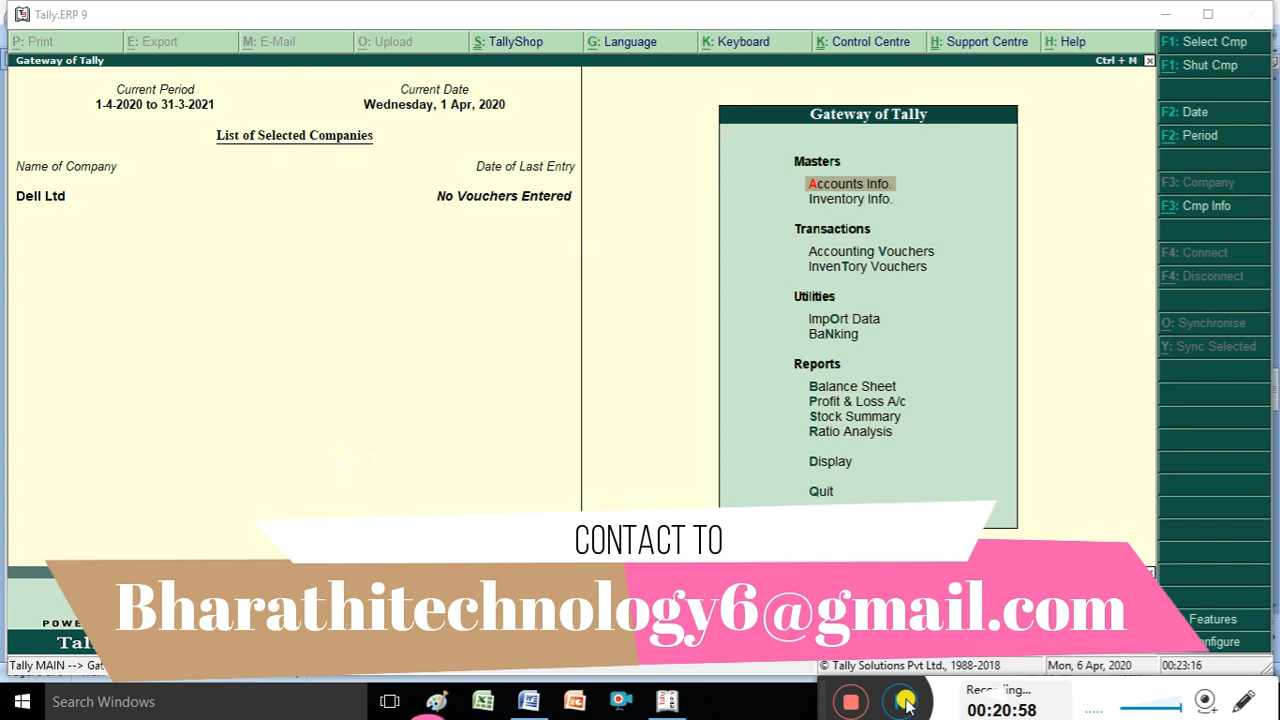 Tally.ERP 9
P: Print E: Export M: E-Mail O: Upload S: TallyShop G: Language K: Keyboard K: Control Centre H: Support Centre H: Help
Gateway of Tally Ctrl + M
Current Period Current Date
1-4-2020 to 31-3-2021 Wednesday, 1 Apr, 2020
List of Selected Companies
Name of Company Date of Last Entry
Dell Ltd No Vouchers Entered
Gateway of Tally
Masters
Accounts Info.
Inventory Info.
Transactions
Accounting Vouchers
InvenTory Vouchers
Utilities
ImpOrt Data
BaNking
Reports
Balance Sheet
Profit & Loss A/c
Stock Summary
Ratio Analysis
Display
Quit
F1: Select Cmp
F1: Shut Cmp
F2: Date
F2: Period
F3: Company
F3: Cmp Info
F4: Connect
F4: Disconnect
O: Synchronise
Y: Sync Selected
Features
CONTACT TO
Bharathitechnology6@gmail.com
Tally MAIN --> © Tally Solutions Pvt Ltd., 1988-2018 Mon, 6 Apr, 2020 00:23:16
Search Windows
Recording...
00:20:58